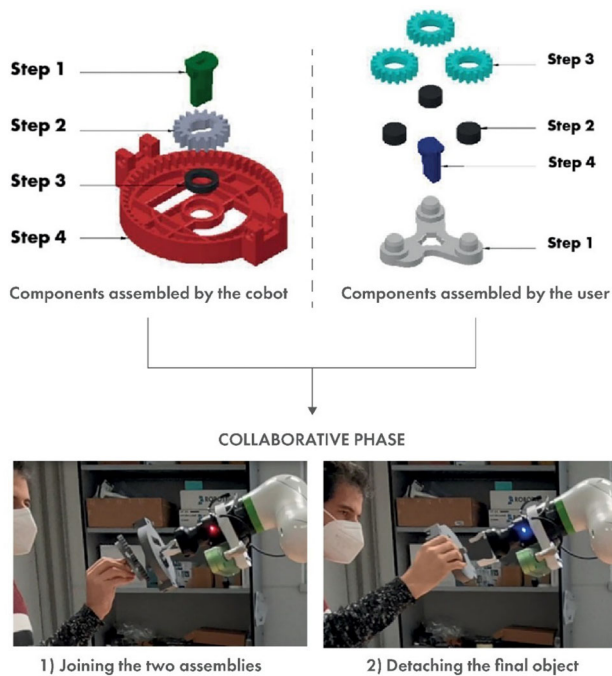 Step 1
Step 2
Step 3
Step 4
Components assembled by the cobot
Step 3
Step 2
Step 4
Step 1
Components assembled by the user
COLLABORATIVE PHASE
1) Joining the two assemblies
2) Detaching the final object